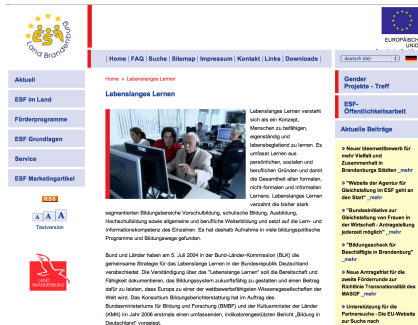 ESF
Land Brandenburg
EUROPÄISCH
UNIO
| Home | FAQ | Suche | Sitemap | Impressum | Kontakt | Links | Downloads |
deutsch (de)
Aktuell
ESF im Land
Förderprogramme
ESF Grundlagen
Service
ESF Marketingartikel
RSS
A A A
Textversion
LAND
BRANDENBURG
Home » Lebenslanges Lernen
Lebenslanges Lernen
Lebenslanges Lernen versteht
sich als ein Konzept,
Menschen zu befähigen,
eigenständig und
lebensbegleitend zu lernen. Es
umfasst Lernen aus
persönlichen, sozialen und
beruflichen Gründen und damit
die Gesamtheit allen formalen,
nicht-formalen und informellen
Lernens. Lebenslanges Lernen
verzahnt die bisher stark
segmentierten Bildungsbereiche Vorschulbildung, schulische Bildung, Ausbildung,
Hochschulbildung sowie allgemeine und berufliche Weiterbildung und setzt auf die Lern- und
Informationskompetenz des Einzelnen. Es hat deshalb Aufnahme in viele bildungspolitische
Programme und Bildungswege gefunden.
Bund und Länder haben am 5. Juli 2004 in der Bund-Länder-Kommission (BLK) die
gemeinsame Strategie für das Lebenslange Lernen in der Bundesrepublik Deutschland
verabschiedet. Die Verständigung über das "Lebenslange Lernen" soll die Bereitschaft und
Fähigkeit dokumentieren, das Bildungssystem zukunftsfähig zu gestalten und einen Beitrag
dafür zu leisten, dass Europa zu einer der wettbewerbsfähigsten Wissensgesellschaften der
Welt wird. Das Konsortium Bildungsberichterstattung hat im Auftrag des
Bundesministeriums für Bildung und Forschung (BMBF) und der Kultusminister der Länder
(KMK) im Jahr 2006 erstmals einen umfassenden, indikatorengestützten Bericht „Bildung in
Deutschland" vorgelegt.
Gender
Projekte - Treff
ESF-
Öffentlichkeitsarbeit
Aktuelle Beiträge
» Neuer Ideenwettbewerb für
mehr Vielfalt und
Zusammenhalt in
Brandenburgs Städten _mehr
» "Website der Agentur für
Gleichstellung im ESF geht an
den Start" _mehr
» "Bundesinitiative zur
Gleichstellung von Frauen in
der Wirtschaft - Antragstellung
jederzeit möglich" _mehr
» "Bildungsscheck für
Beschäftigte in Brandenburg"
_mehr
» Neue Antragsfrist für die
zweite Förderrunde zur
Richtlinie Transnationalität des
MASGF _mehr
» Unterstützung für die
Partnersuche - Die EU-Website
zur Suche nach